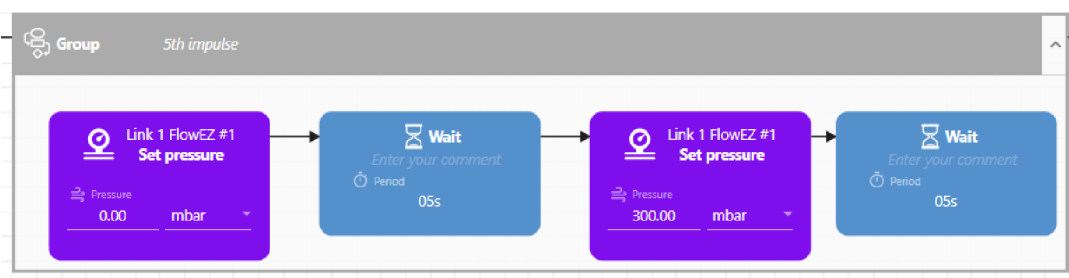 Group 5th impulse
Link 1 FlowEZ #1
Set pressure
Pressure
0.00 mbar
Wait
Enter your comment
Period
05s
Link 1 FlowEZ #1
Set pressure
Pressure
300.00 mbar
Wait
Enter your comment
Period
05s